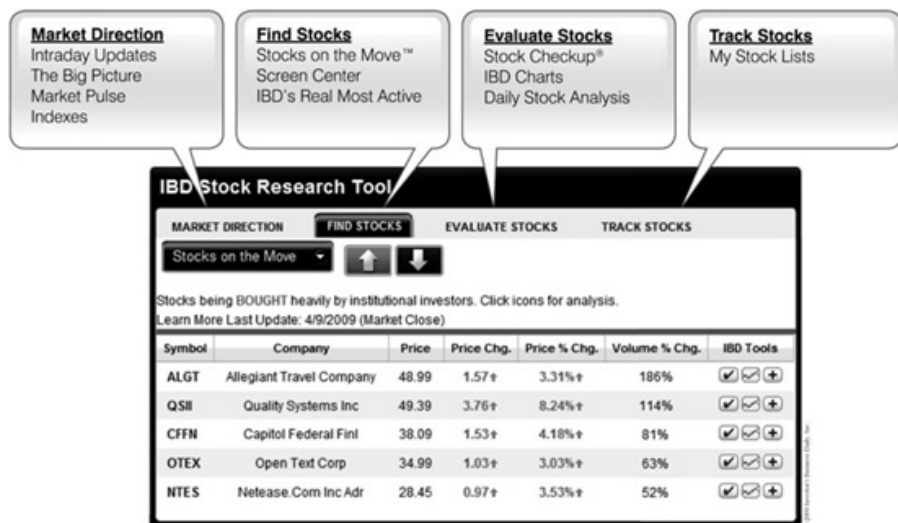 Market Direction
Intraday Updates
The Big Picture
Market Pulse
Indexes
Find Stocks
Stocks on the Move™
Screen Center
IBD's Real Most Active
Evaluate Stocks
Stock Checkup®
IBD Charts
Daily Stock Analysis
Track Stocks
My Stock Lists
IBD Stock Research Tool
MARKET DIRECTION FIND STOCKS EVALUATE STOCKS TRACK STOCKS
Stocks on the Move
Stocks being BOUGHT heavily by institutional investors. Click icons for analysis.
Learn More Last Update: 4/9/2009 (Market Close)
Symbol Company Price Price Chg. Price % Chg. Volume % Chg. IBD Tools
ALGT Allegiant Travel Company 48.99 1.57↑ 3.31%↑ 186%
QSII Quality Systems Inc 49.39 3.76↑ 8.24%↑ 114%
CFFN Capitol Federal Finl 38.09 1.53↑ 4.18%↑ 81%
OTEX Open Text Corp 34.99 1.03↑ 3.03%↑ 63%
NTES Netease.Com Inc Adr 28.45 0.97↑ 3.53%↑ 52%